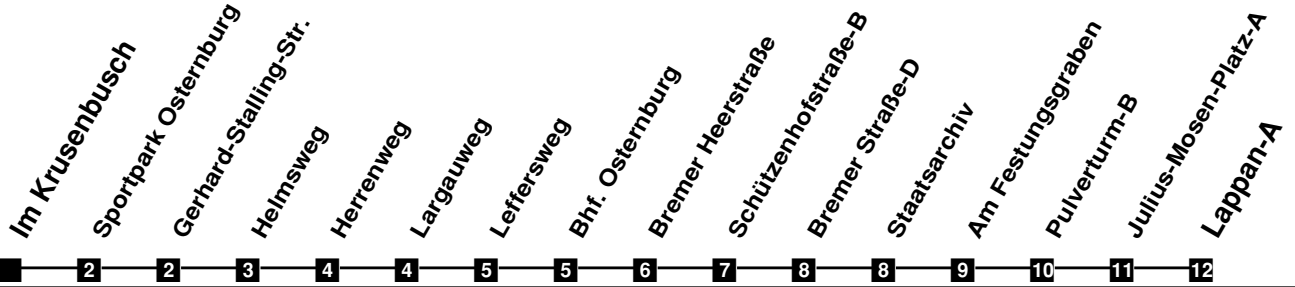 Im Krusenbusch
Sportpark Osternburg
Gerhard-Stalling-Str.
Helmsweg
Herrenweg
Largauweg
Leffersweg
Bhf. Osternburg
Bremer Heerstraße
Schützenhofstraße-B
Bremer Straße-D
Staatsarchiv
Am Festungsgraben
Pulverturm-B
Julius-Mosen-Platz-A
Lappan-A
2 2 3 4 4 5 5 6 7 8 8 9 10 11 12